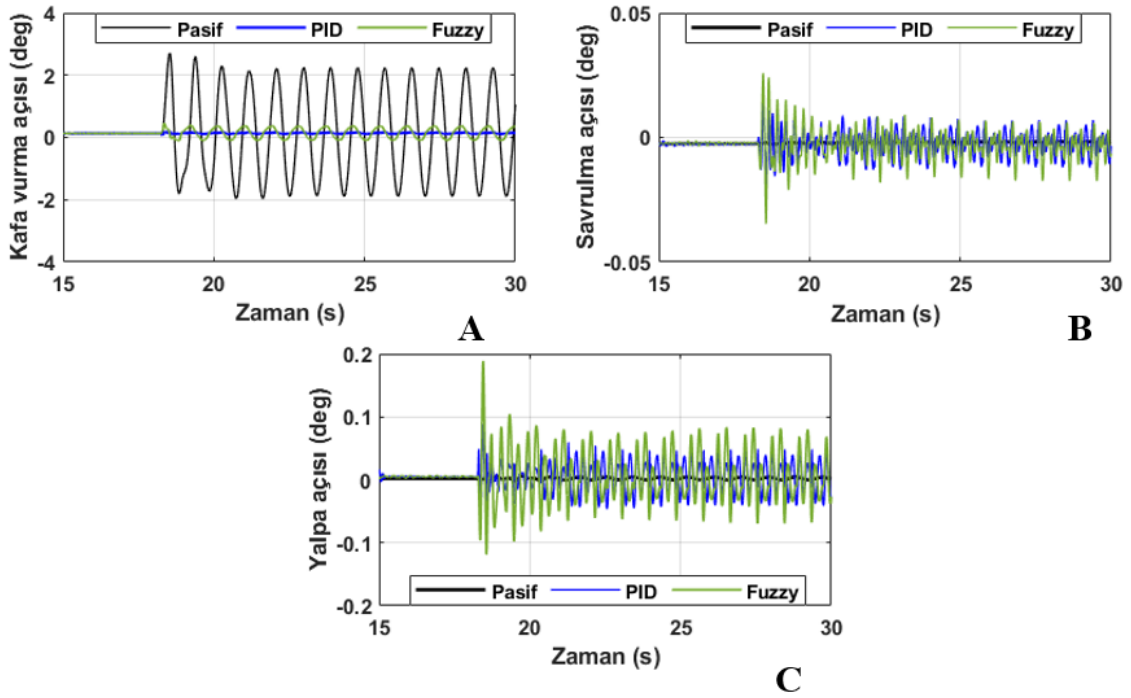 Kafa vurma açısı (deg)
4
2
0
-2
-4
Pasif PID Fuzzy
15 20 25 30
Zaman (s)
A
Savrulma açısı (deg)
0.05
0
-0.05
Pasif PID Fuzzy
15 20 25 30
Zaman (s)
B
Yalpa açısı (deg)
0.2
0.1
0
-0.1
-0.2
Pasif PID Fuzzy
15 20 25 30
Zaman (s)
C